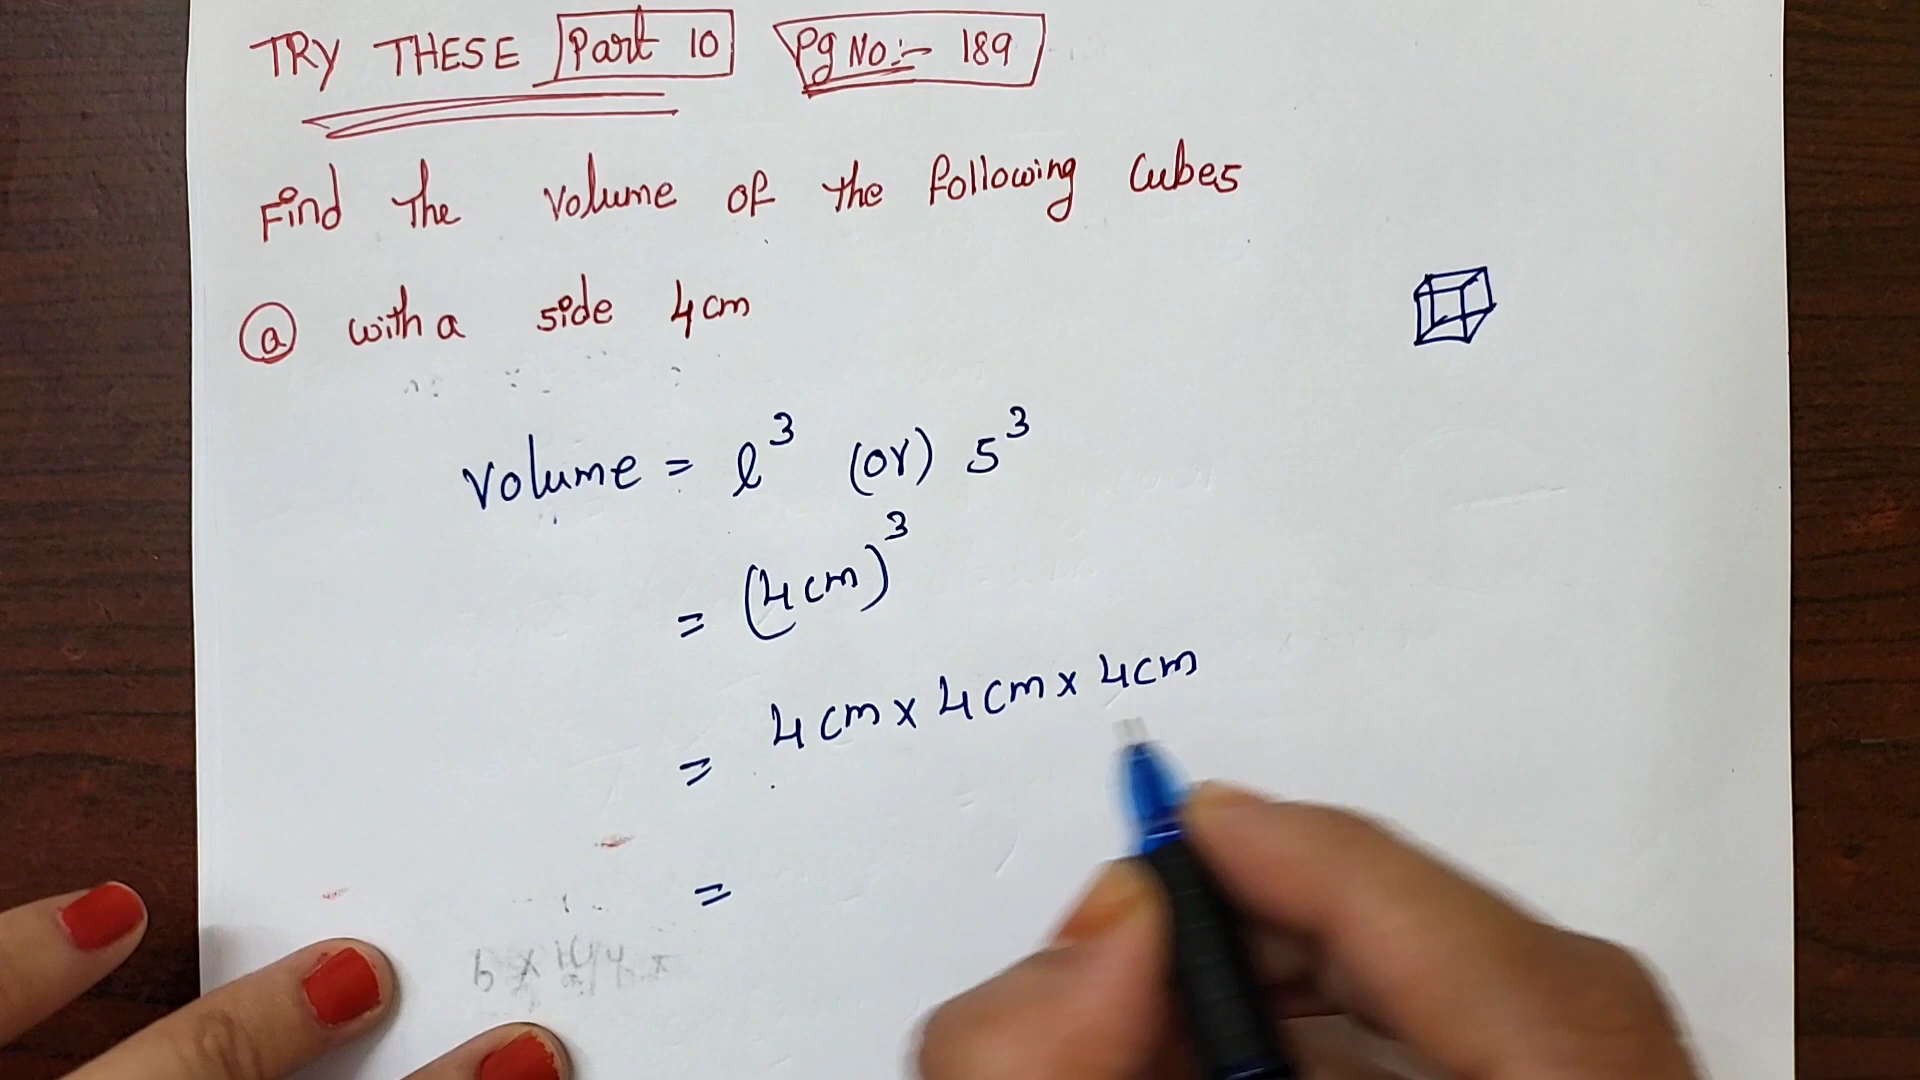 TRY THESE Part 10 Pg No:- 189
Find the volume of the following cubes
a with a side 4cm
volume = l³ (or) s³
= (4cm)³
= 4cm x 4cm x 4cm
=